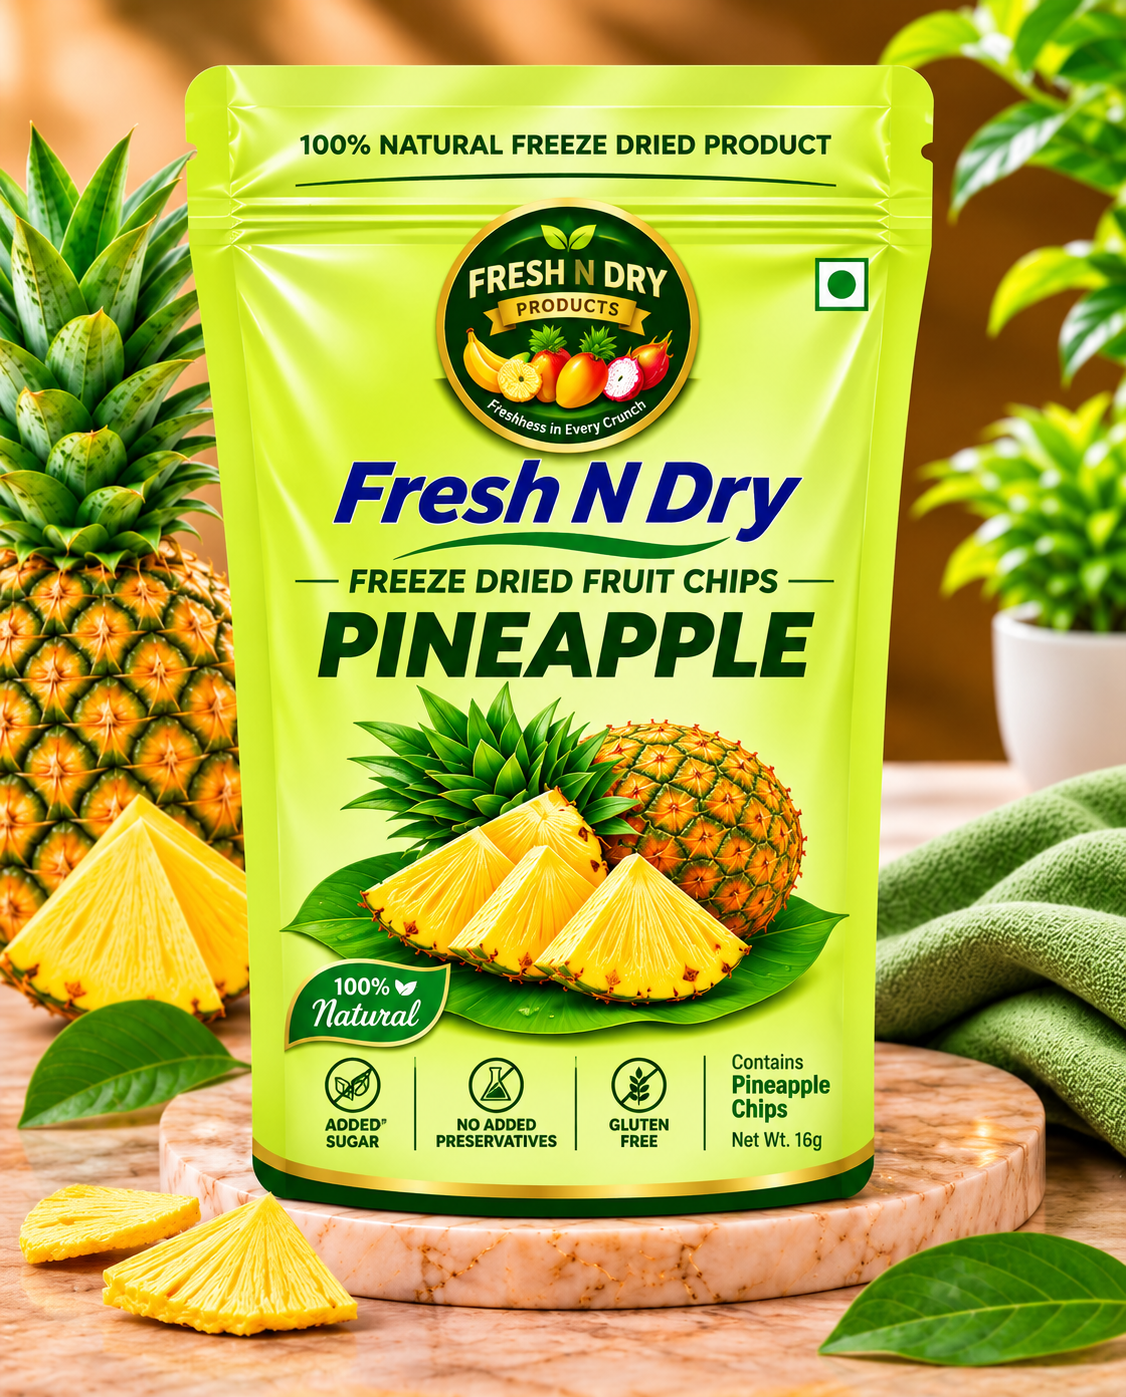 100% NATURAL FREEZE DRIED PRODUCT
FRESH N DRY
PRODUCTS
Freshhess in Every Crunch
Fresh N Dry
FREEZE DRIED FRUIT CHIPS
PINEAPPLE
100%
Natural
ADDED"
SUGAR
NO ADDED
PRESERVATIVES
GLUTEN
FREE
Contains
Pineapple
Chips
Net Wt. 16g